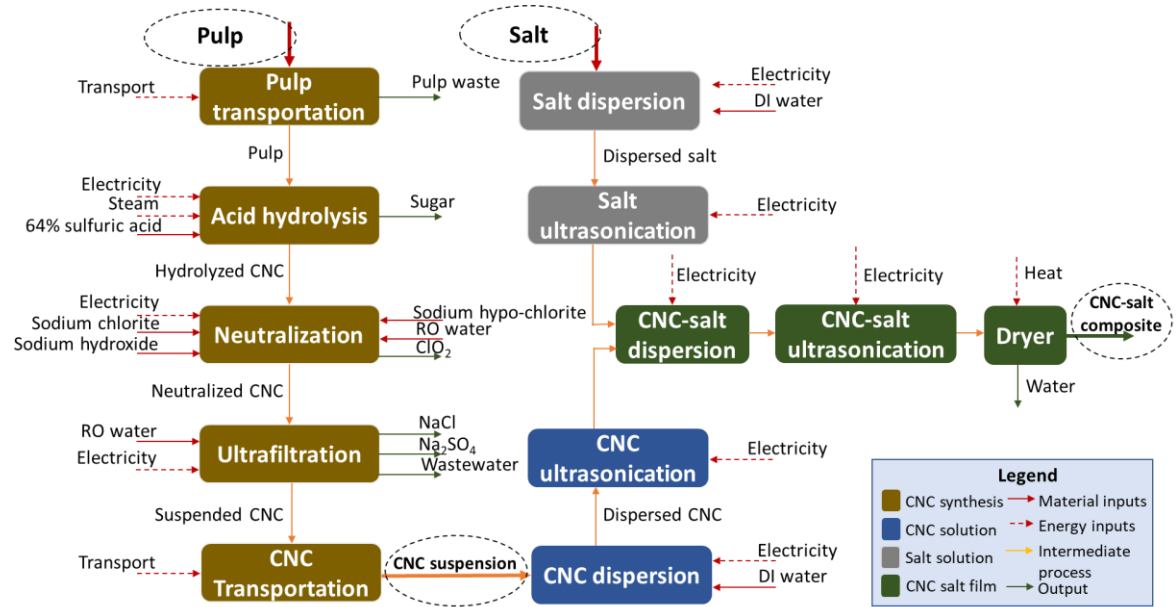 Pulp
Transport
Pulp
transportation
Pulp waste
Pulp
Electricity
Steam
64% sulfuric acid
Acid hydrolysis
Sugar
Hydrolyzed CNC
Electricity
Sodium chlorite
Sodium hydroxide
Neutralization
Sodium hypo-chlorite
RO water
ClO2
Neutralized CNC
RO water
Electricity
Ultrafiltration
NaCl
Na2SO4
Wastewater
Suspended CNC
Transport
CNC
Transportation
CNC suspension
Salt
Salt dispersion
Electricity
DI water
Dispersed salt
Salt
ultrasonication
Electricity
Electricity
CNC-salt
dispersion
Electricity
CNC-salt
ultrasonication
Heat
Dryer
CNC-salt
composite
Water
CNC
ultrasonication
Electricity
Dispersed CNC
CNC dispersion
Electricity
DI water
Legend
CNC synthesis
Material inputs
CNC solution
Energy inputs
Salt solution
Intermediate
process
CNC salt film
Output